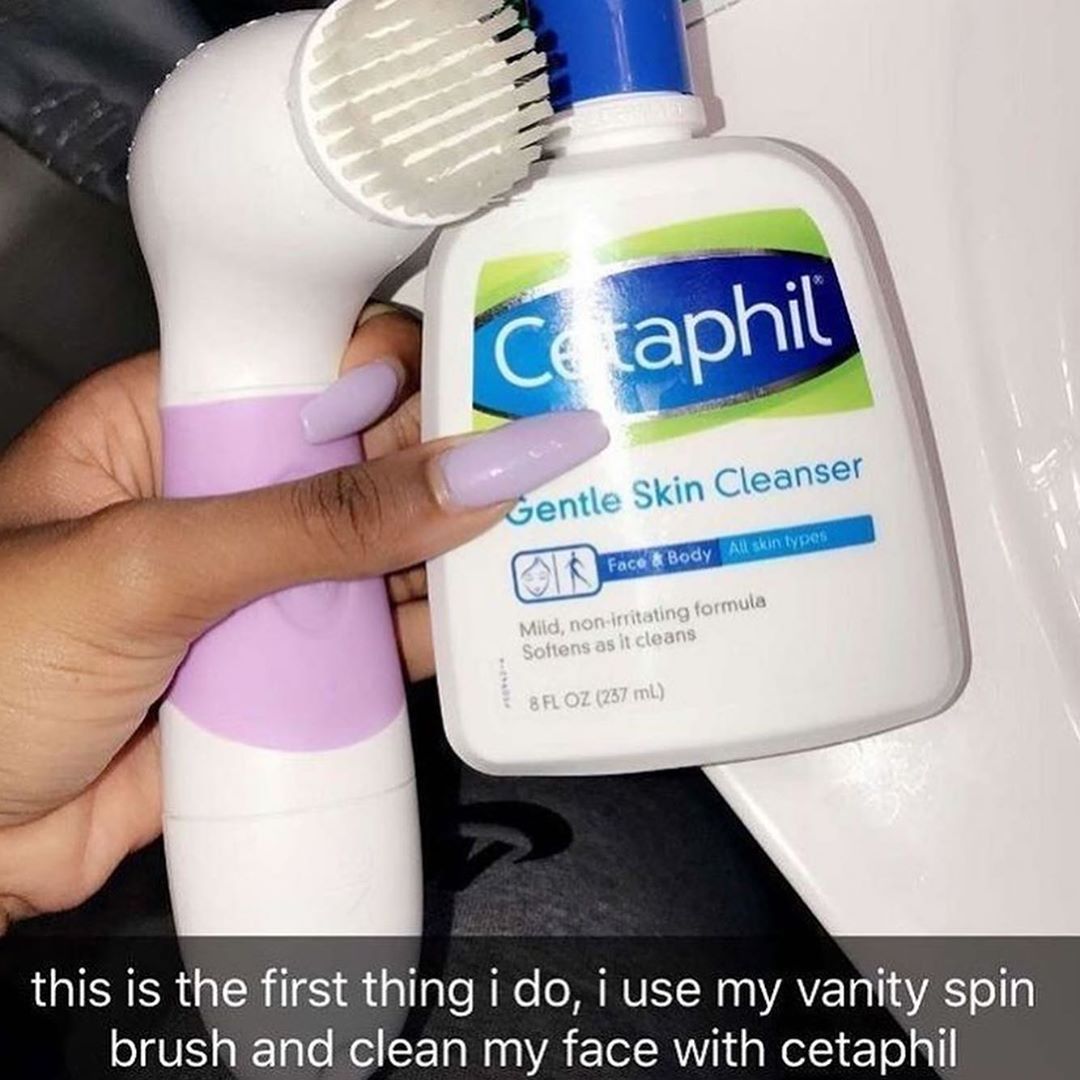 Cetaphil®
Gentle Skin Cleanser
Face & Body All skin types
Mild, non-irritating formula
Softens as it cleans
8 FL OZ (237 mL)
this is the first thing i do, i use my vanity spin
brush and clean my face with cetaphil